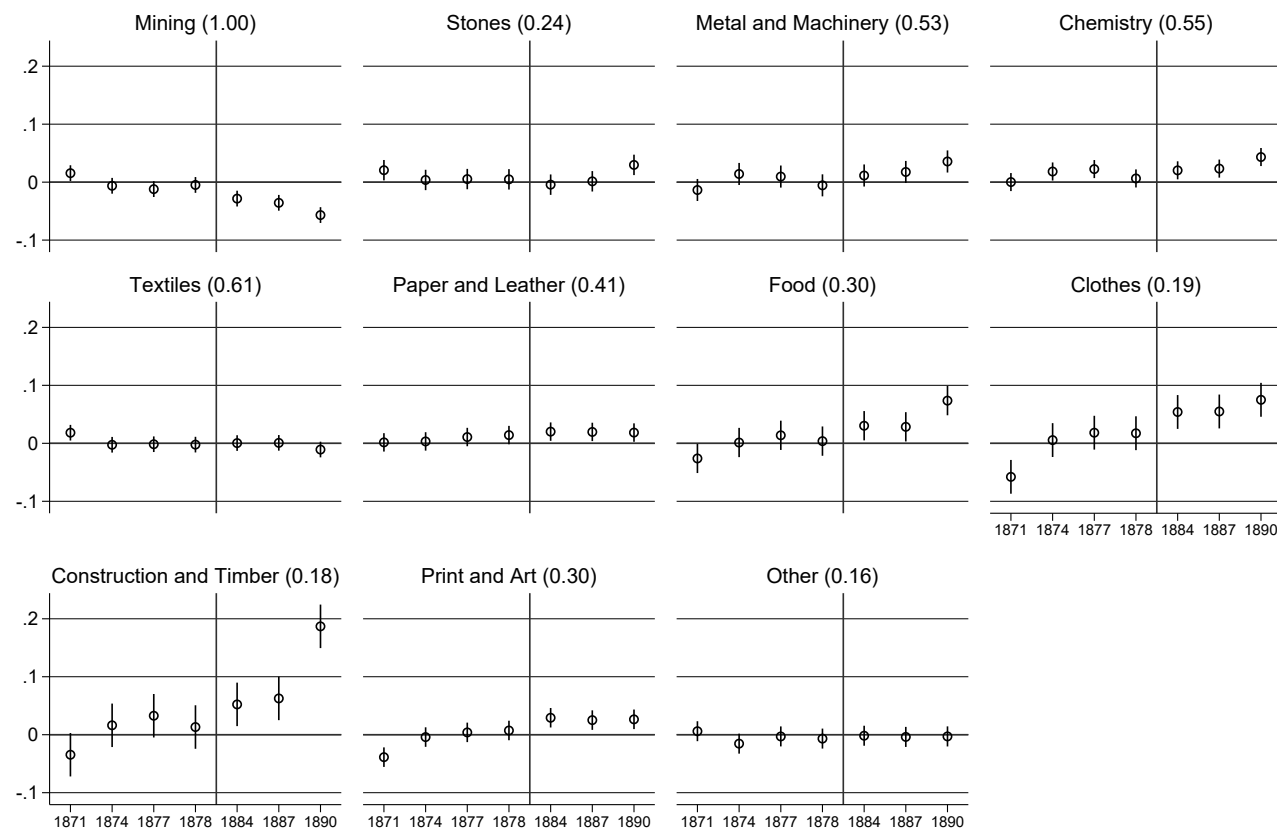 Mining (1.00)
Stones (0.24)
Metal and Machinery (0.53)
Chemistry (0.55)
.2
.1
0
-.1
Textiles (0.61)
Paper and Leather (0.41)
Food (0.30)
Clothes (0.19)
.2
.1
0
-.1
1871 1874 1877 1878 1884 1887 1890
Construction and Timber (0.18)
Print and Art (0.30)
Other (0.16)
.2
.1
0
-.1
1871 1874 1877 1878 1884 1887 1890
1871 1874 1877 1878 1884 1887 1890
1871 1874 1877 1878 1884 1887 1890